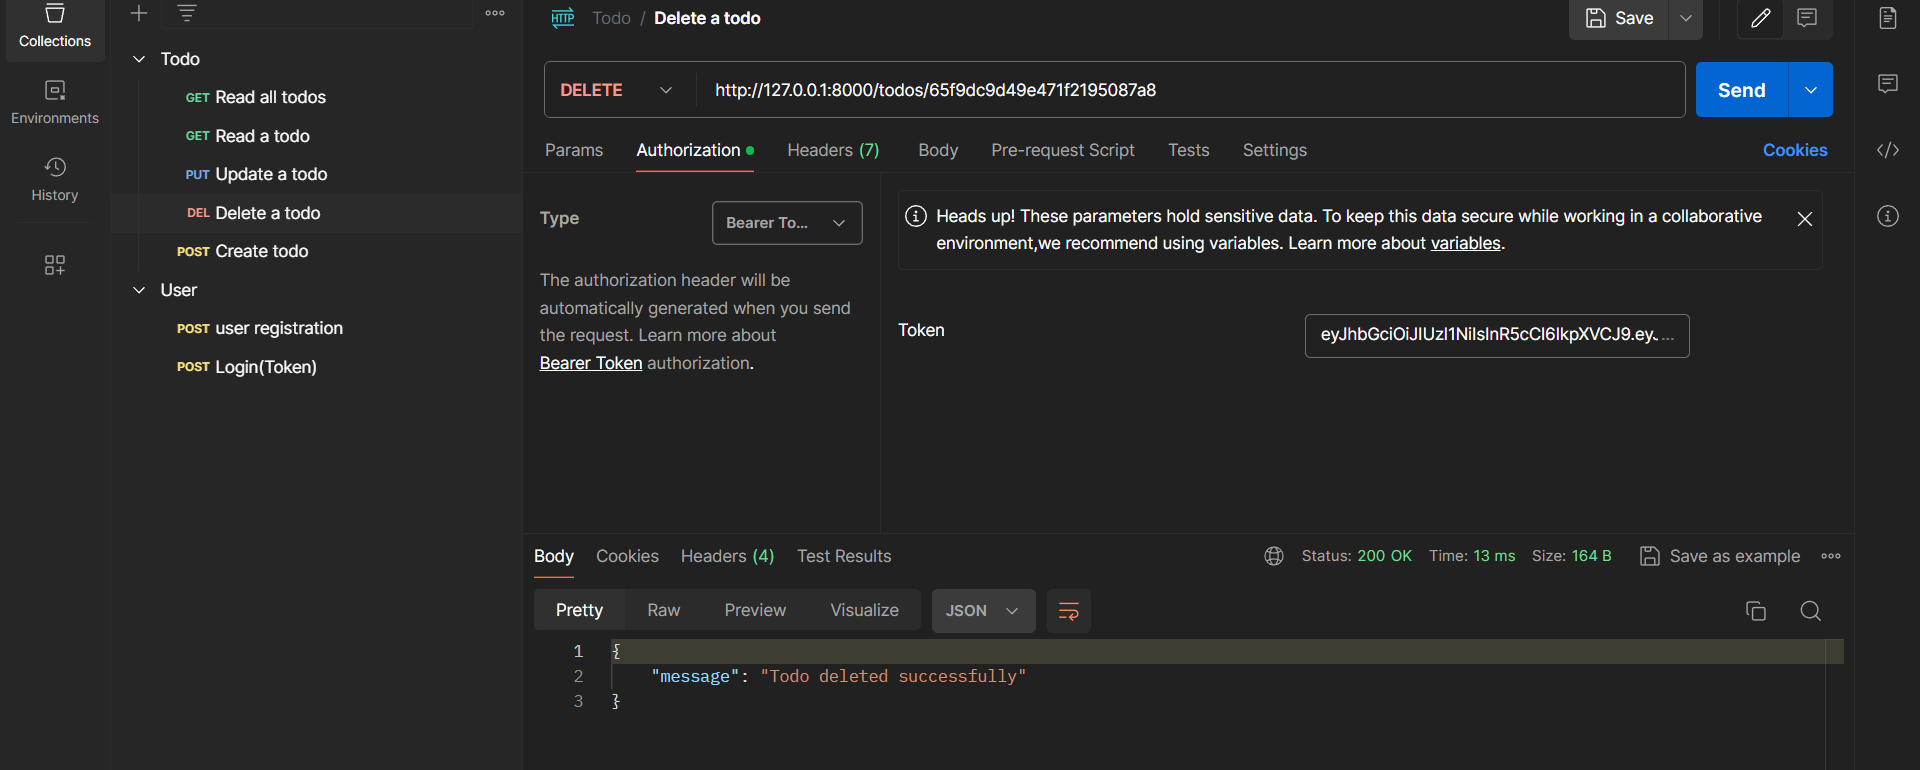 Collections
Environments
History
Todo
GET Read all todos
GET Read a todo
PUT Update a todo
DEL Delete a todo
POST Create todo
User
POST user registration
POST Login(Token)
HTTP Todo / Delete a todo
Save
DELETE http://127.0.0.1:8000/todos/65f9dc9d49e471f2195087a8
Send
Params Authorization Headers (7) Body Pre-request Script Tests Settings Cookies
Type Bearer To...
The authorization header will be
automatically generated when you send
the request. Learn more about
Bearer Token authorization.
Heads up! These parameters hold sensitive data. To keep this data secure while working in a collaborative
environment,we recommend using variables. Learn more about variables.
Token eyJhbGciOiJIUzI1NiIsInR5cCI6IkpXVCJ9.eyJ...
Body Cookies Headers (4) Test Results
Status: 200 OK Time: 13 ms Size: 164 B Save as example
Pretty Raw Preview Visualize JSON
1 {
2 "message": "Todo deleted successfully"
3 }